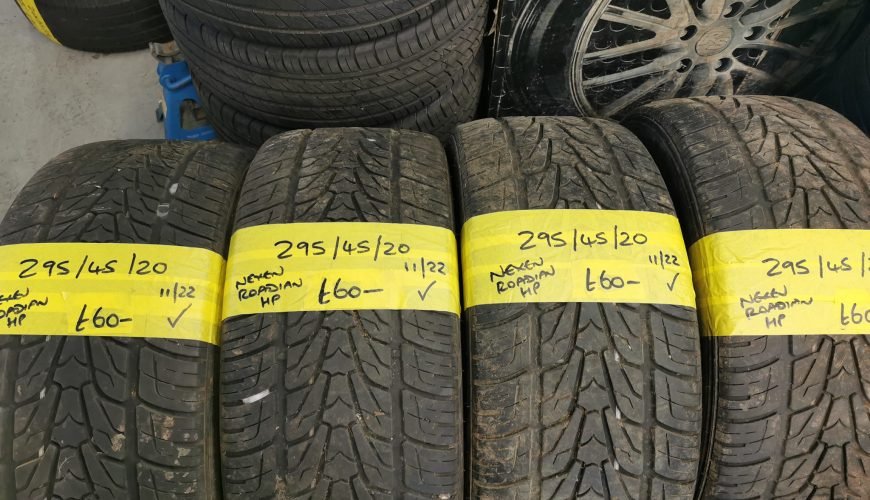 295/45/20
11/22
NEXEN
ROADIAN
HP
£60- ✓
295/45/20
11/22
NEXEN
ROADIAN
HP
£60- ✓
295/45/20
11/22
NEXEN
ROADIAN
HP
£60- ✓
295/45/2
NEXEN
ROADIAN
HP
£60